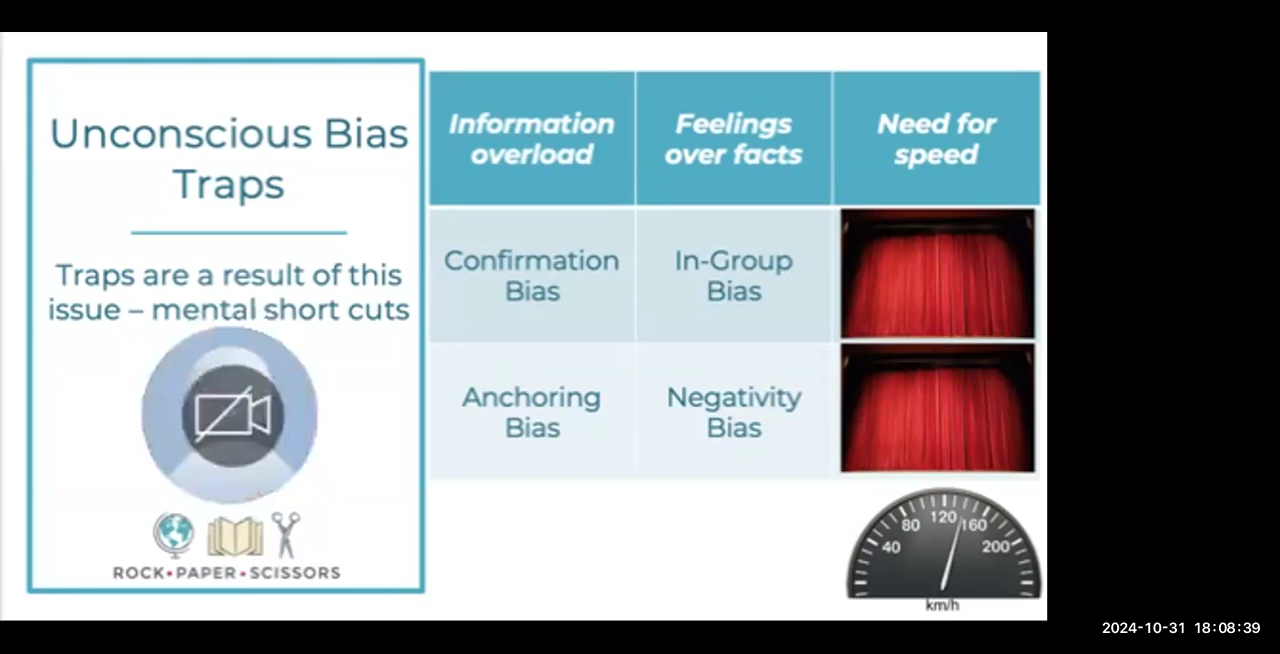 Unconscious Bias
Traps
Traps are a result of this
issue – mental short cuts
ROCK•PAPER•SCISSORS
Information
overload
Feelings
over facts
Need for
speed
Confirmation
Bias
In-Group
Bias
Anchoring
Bias
Negativity
Bias
40
80
120
160
200
km/h
2024-10-31 18:08:39